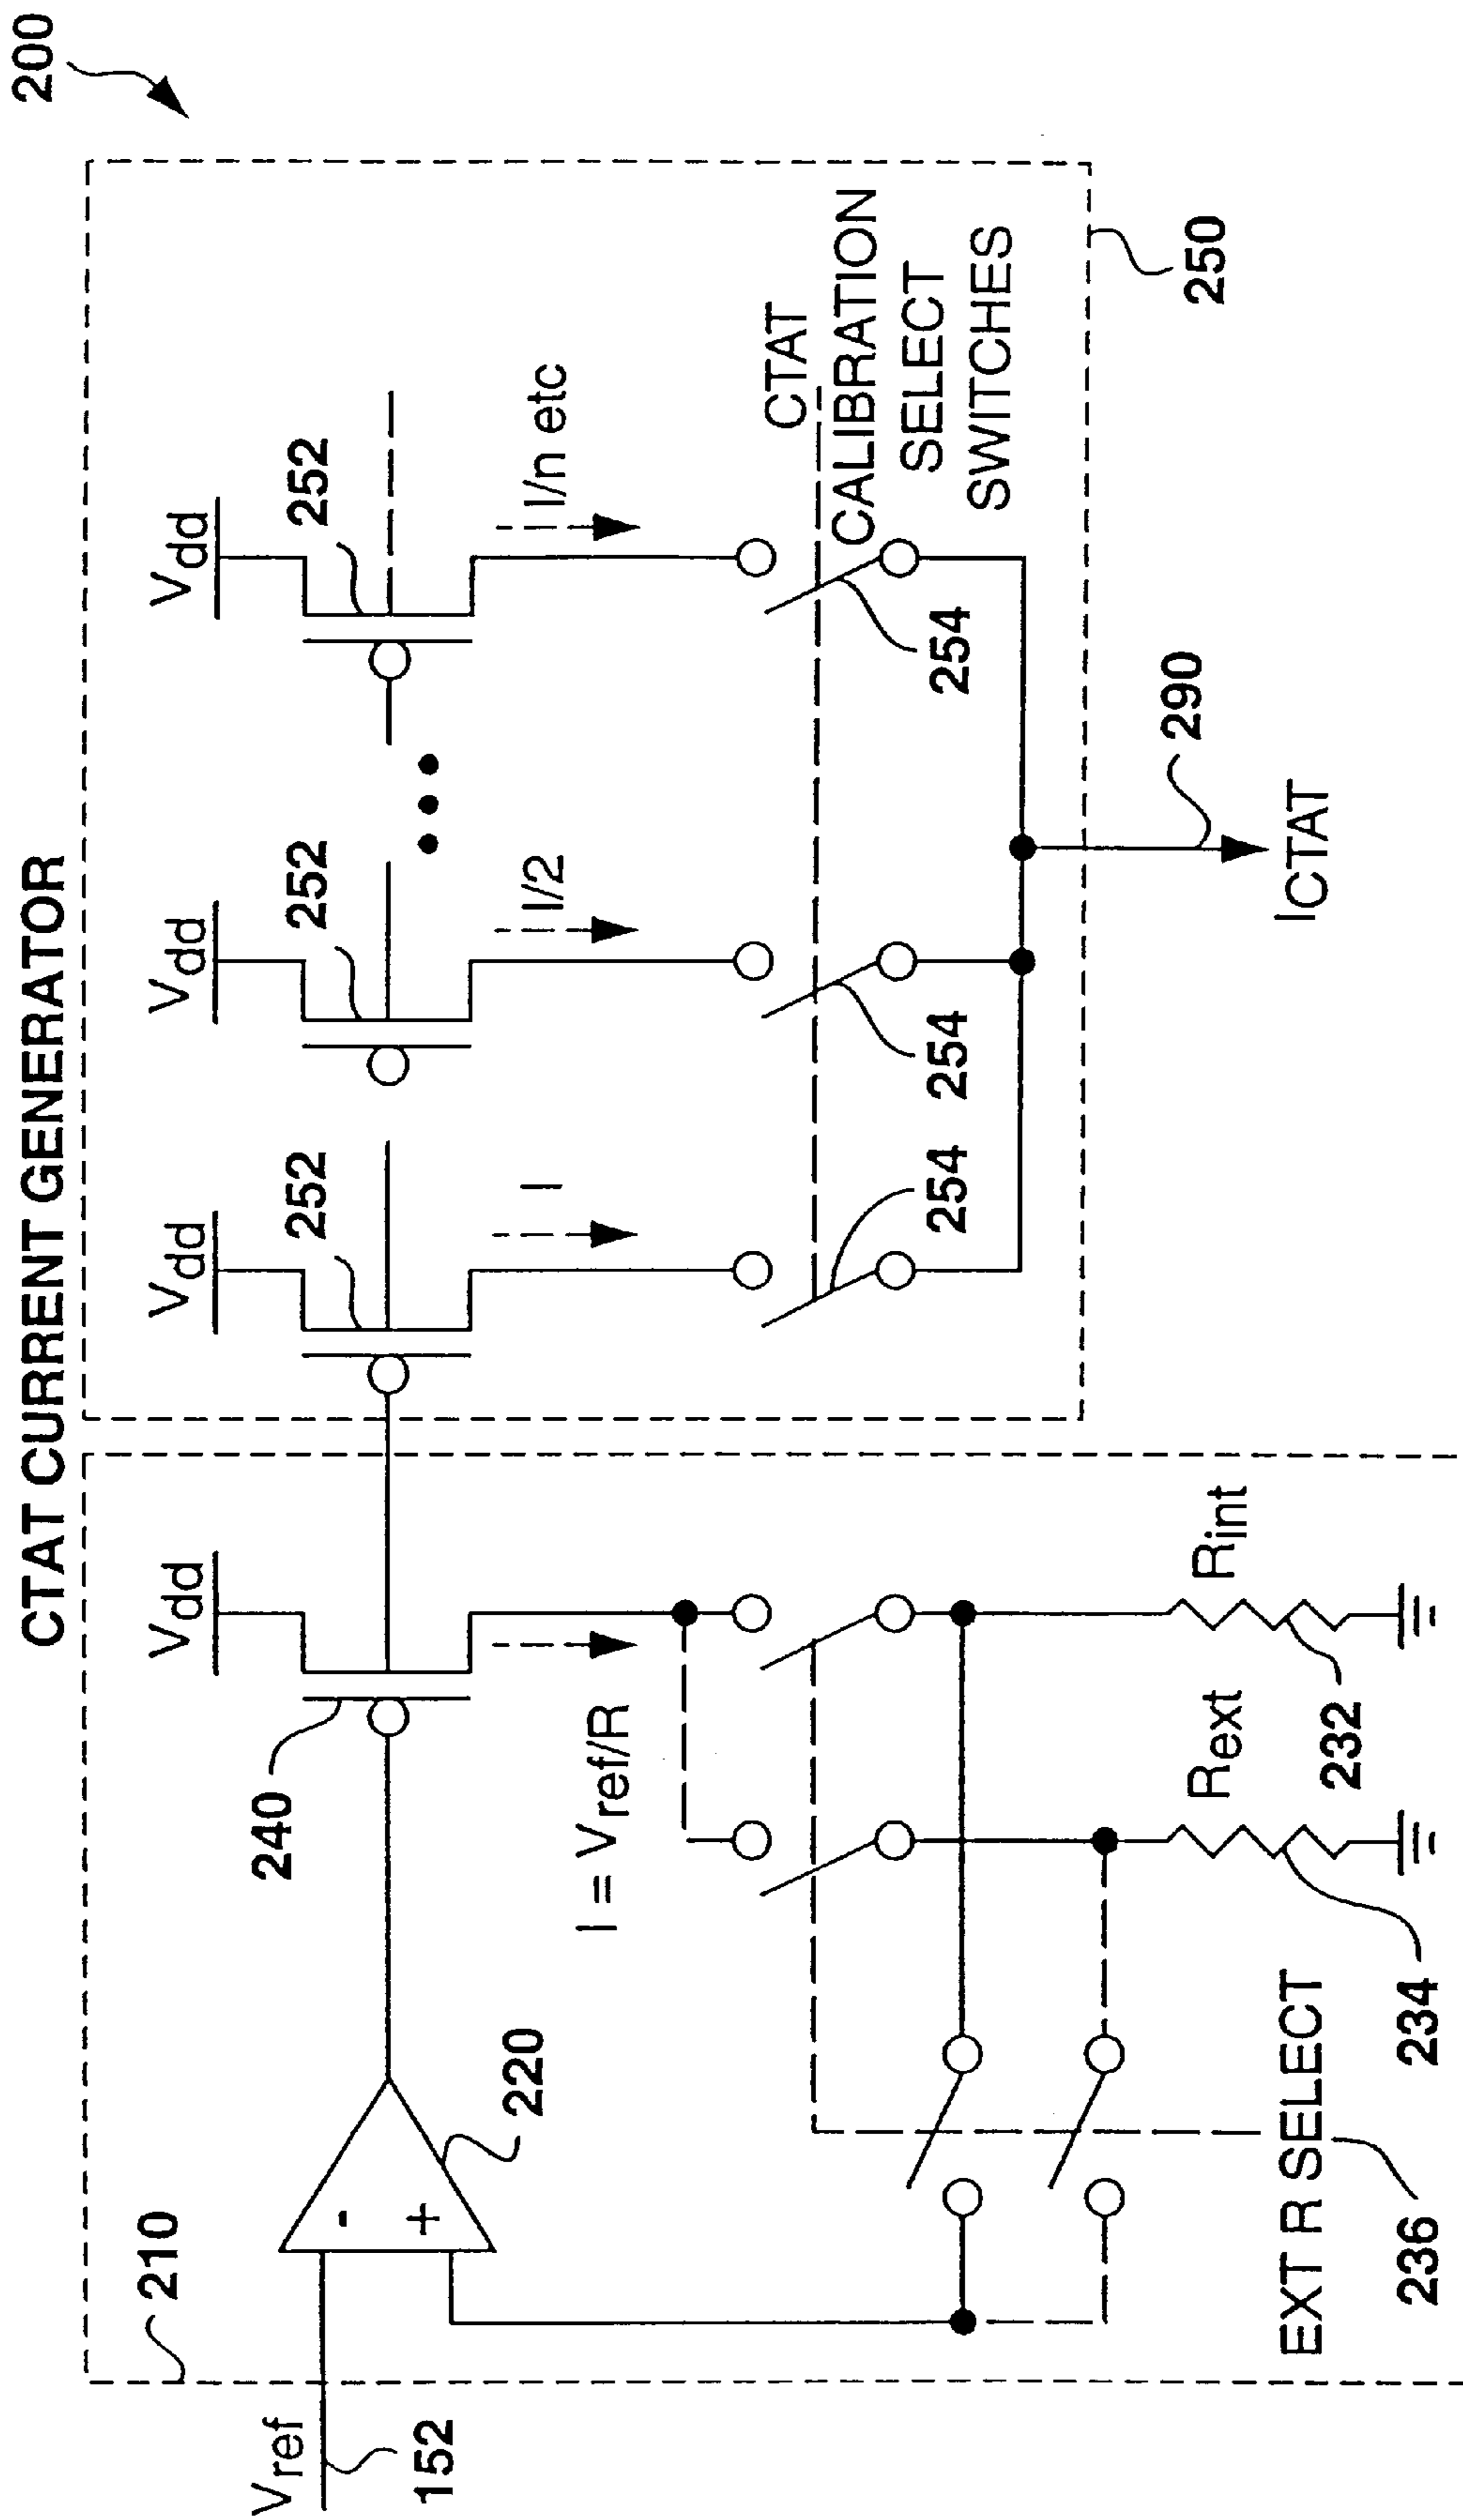 CTAT CURRENT GENERATOR
200
Vref
152
210
220
-
+
240
Vdd
I = Vref/R
Rext
Rint
232
234
EXT R SELECT
236
Vdd
252
I
254
Vdd
252
I/2
254
Vdd
252
I/n etc
254
CTAT
CALIBRATION
SELECT
SWITCHES
250
290
ICTAT